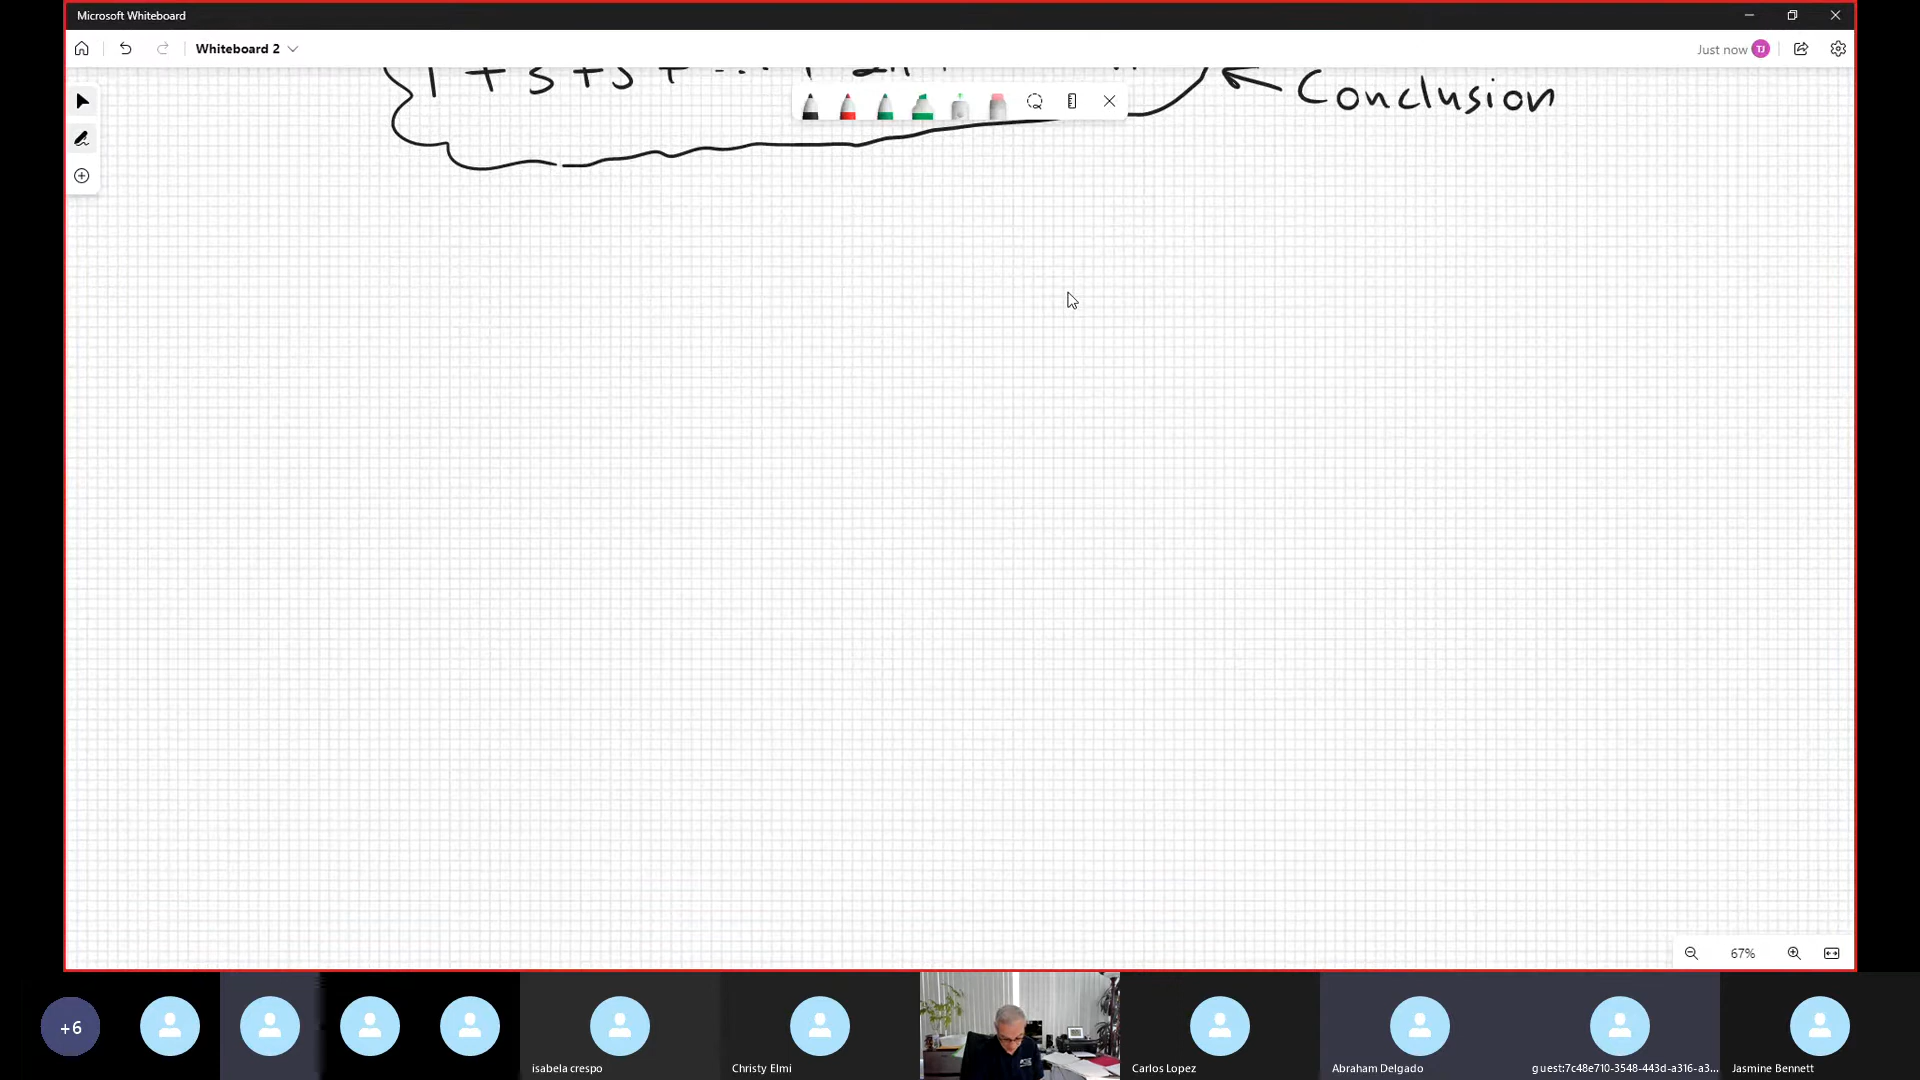 Microsoft Whiteboard
Whiteboard 2
Just now TJ
Conclusion
67%
+6
isabela crespo
Christy Elmi
Carlos Lopez
Abraham Delgado
guest:7c48e710-3548-443d-a316-a3...
Jasmine Bennett